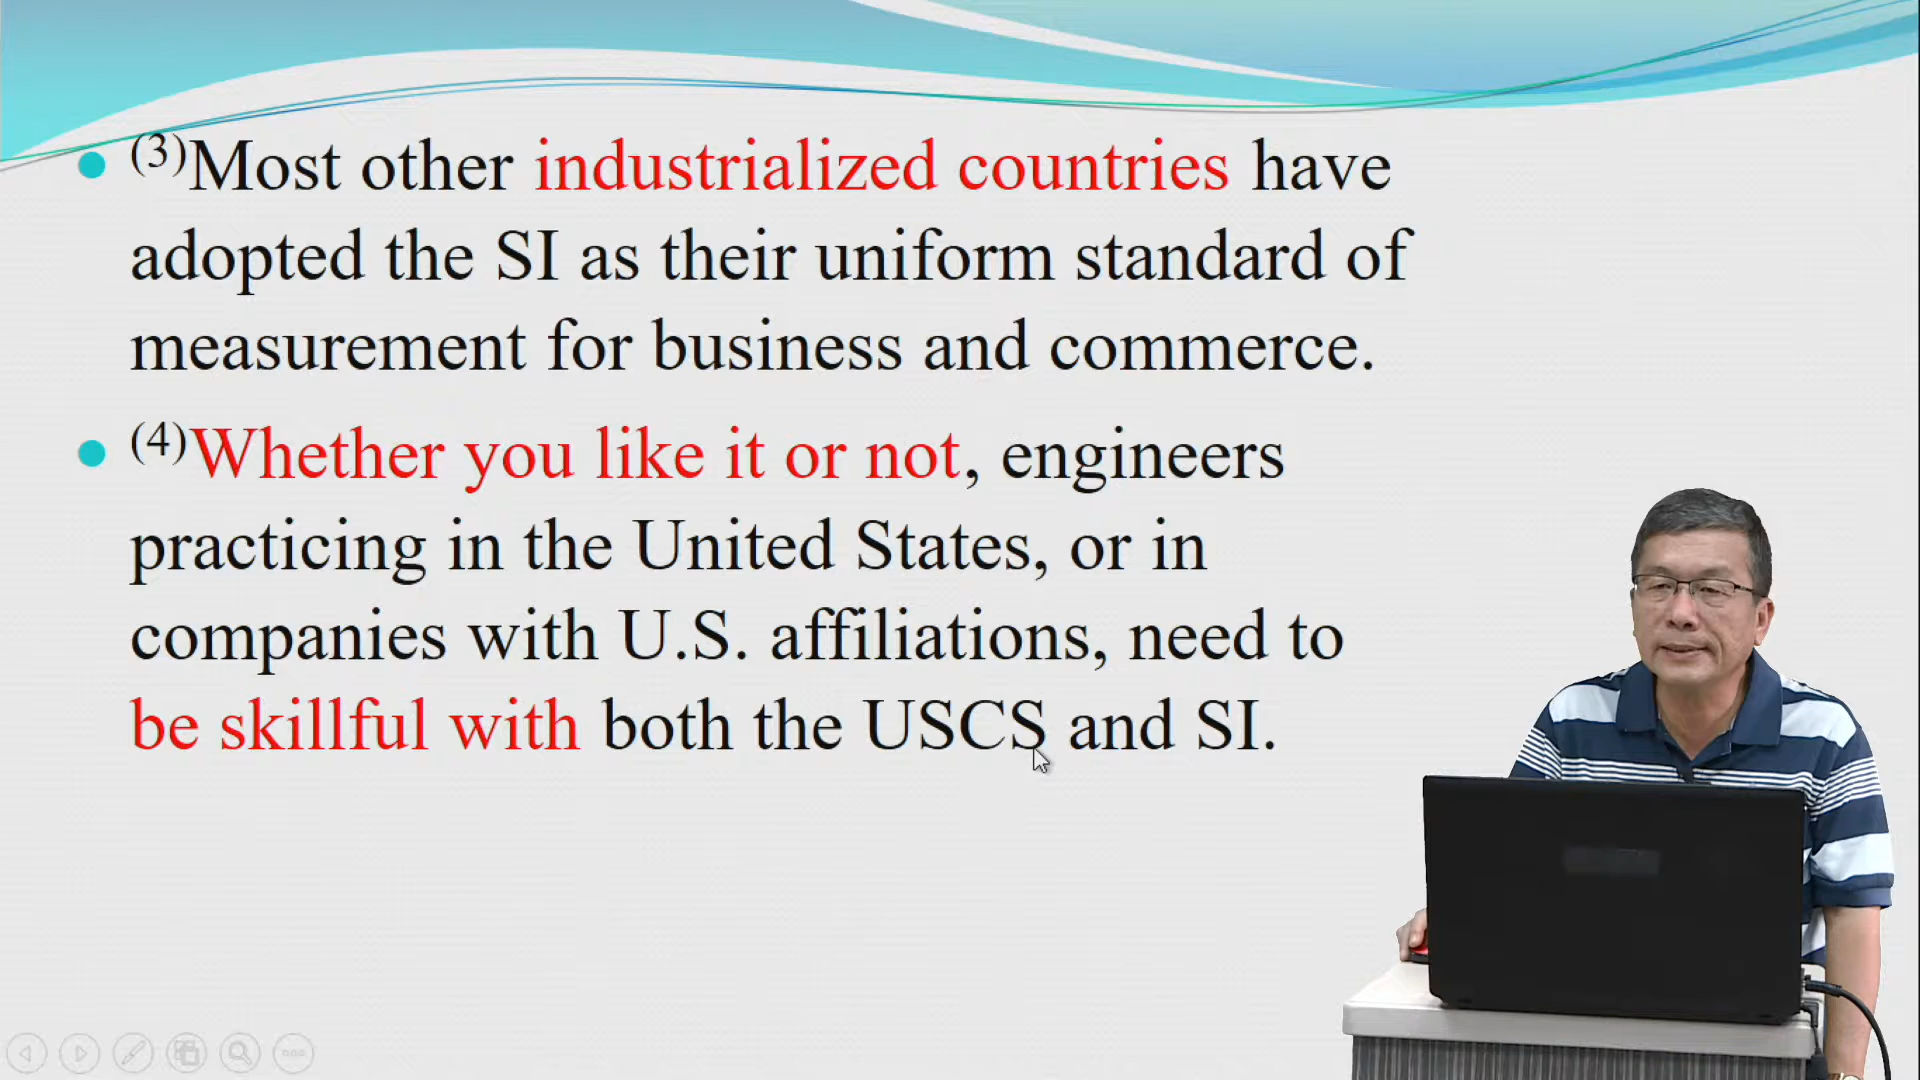 (3)Most other industrialized countries have
adopted the SI as their uniform standard of
measurement for business and commerce.
(4)Whether you like it or not, engineers
practicing in the United States, or in
companies with U.S. affiliations, need to
be skillful with both the USCS and SI.